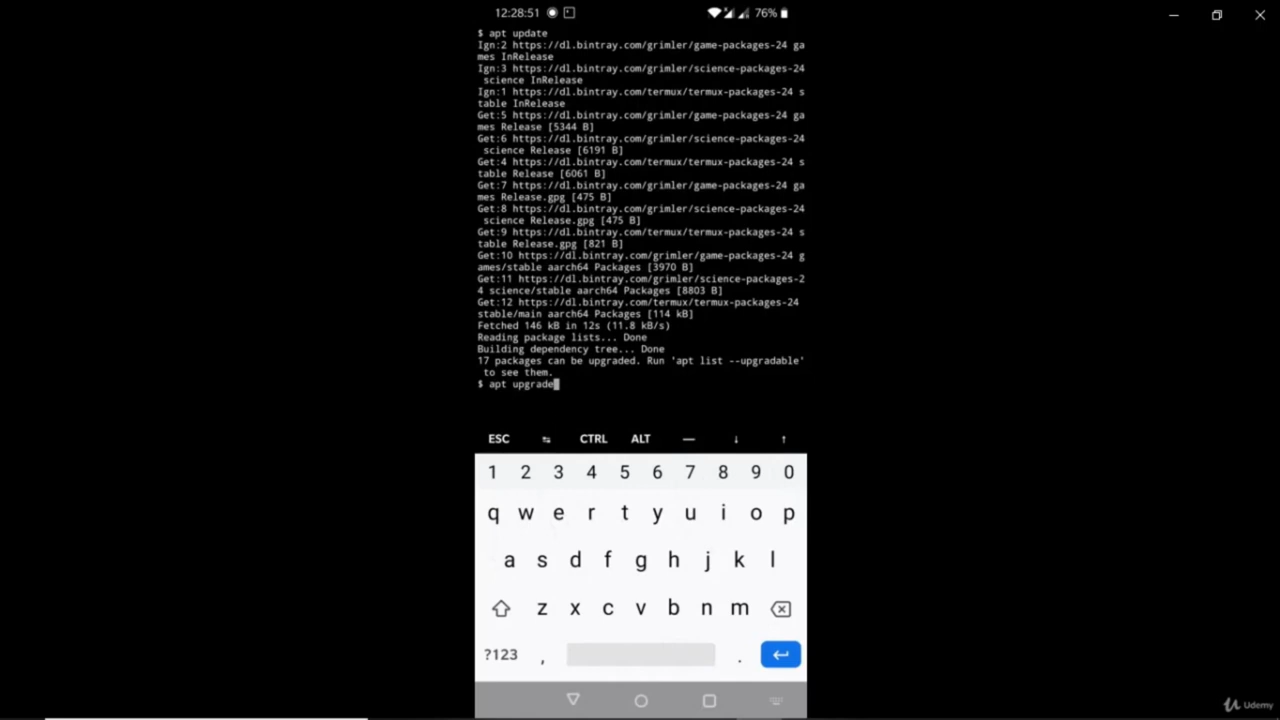 12:28:51
76%
$ apt update
Ign:2 https://dl.bintray.com/grimler/game-packages-24 ga
mes InRelease
Ign:3 https://dl.bintray.com/grimler/science-packages-24
science InRelease
Ign:1 https://dl.bintray.com/termux/termux-packages-24 s
table InRelease
Get:5 https://dl.bintray.com/grimler/game-packages-24 ga
mes Release [5344 B]
Get:6 https://dl.bintray.com/grimler/science-packages-24
science Release [6191 B]
Get:4 https://dl.bintray.com/termux/termux-packages-24 s
table Release [6061 B]
Get:7 https://dl.bintray.com/grimler/game-packages-24 ga
mes Release.gpg [475 B]
Get:8 https://dl.bintray.com/grimler/science-packages-24
science Release.gpg [475 B]
Get:9 https://dl.bintray.com/termux/termux-packages-24 s
table Release.gpg [821 B]
Get:10 https://dl.bintray.com/grimler/game-packages-24 g
ames/stable aarch64 Packages [3970 B]
Get:11 https://dl.bintray.com/grimler/science-packages-2
4 science/stable aarch64 Packages [8803 B]
Get:12 https://dl.bintray.com/termux/termux-packages-24
stable/main aarch64 Packages [114 kB]
Fetched 146 kB in 12s (11.8 kB/s)
Reading package lists... Done
Building dependency tree... Done
17 packages can be upgraded. Run 'apt list --upgradable'
to see them.
$ apt upgrade
ESC ⇆ CTRL ALT — ↓ ↑
1 2 3 4 5 6 7 8 9 0
q w e r t y u i o p
a s d f g h j k l
z x c v b n m
?123 , .
Udemy